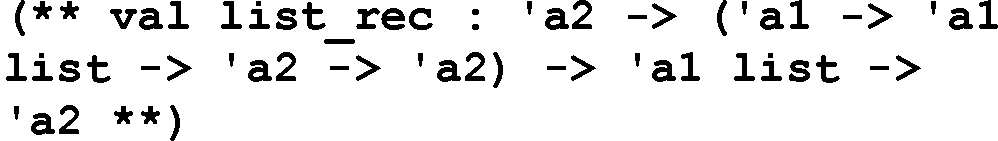 (** val list_rec : 'a2 -> ('a1 -> 'a1
list -> 'a2 -> 'a2) -> 'a1 list ->
'a2 **)